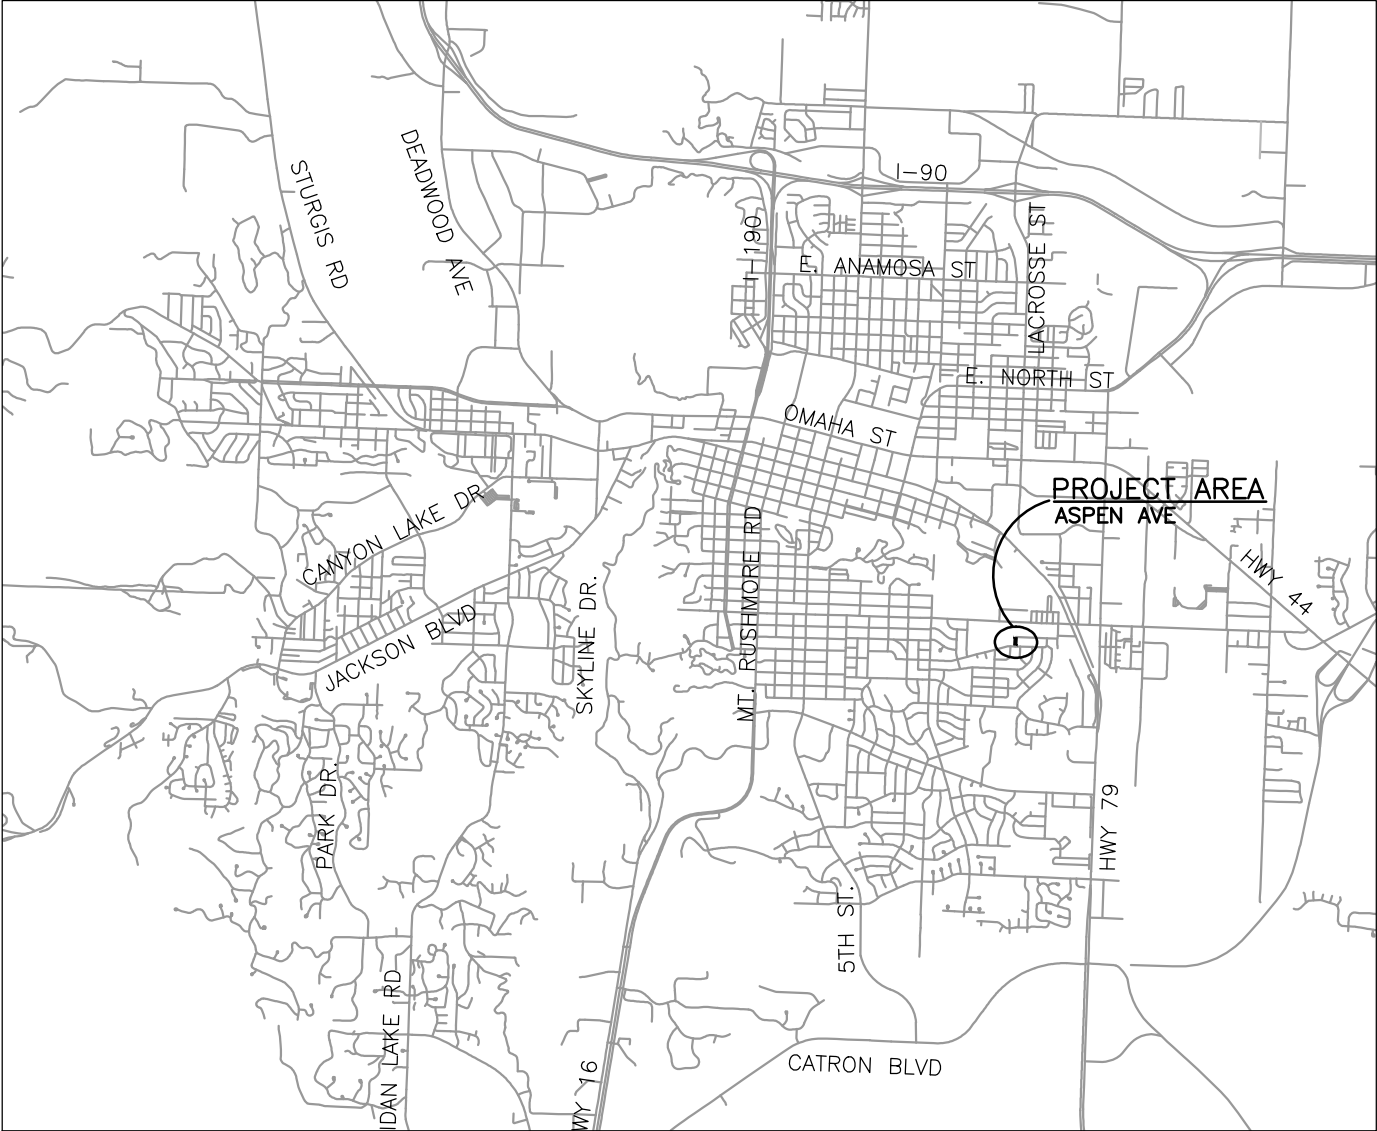 DEADWOOD AVE
STURGIS RD
I-90
I-190
LACROSSE ST
E. ANAMOSA ST
E. NORTH ST
OMAHA ST
PROJECT AREA
ASPEN AVE
CANYON LAKE DR
HWY 44
MT. RUSHMORE RD
SKYLINE DR.
JACKSON BLVD
PARK DR.
HWY 79
5TH ST.
IDAN LAKE RD
WY 16
CATRON BLVD